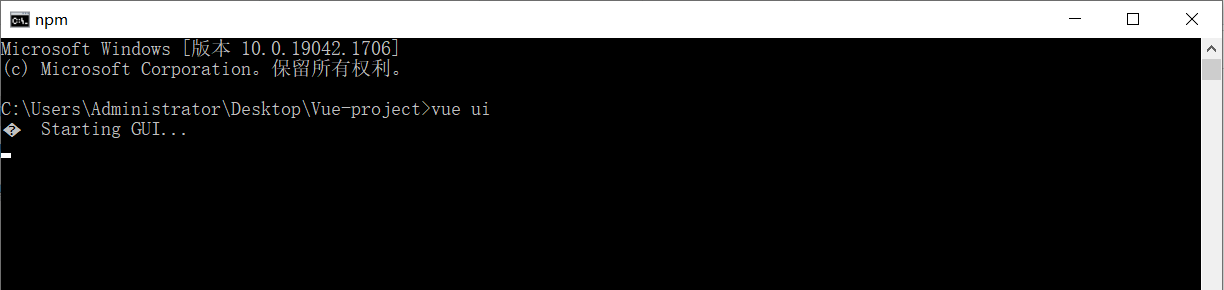 npm
Microsoft Windows [版本 10.0.19042.1706]
(c) Microsoft Corporation。保留所有权利。
C:\Users\Administrator\Desktop\Vue-project>vue ui
�  Starting GUI...